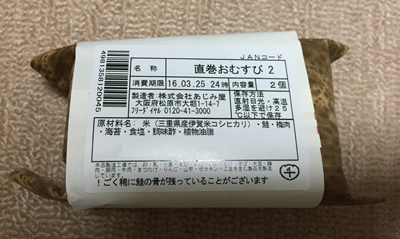 JANコード
4981358120045
名称 直巻おむすび 2
消費期限 16.03.25 24時 内容量 2個
製造者:株式会社あじみ屋
大阪府松原市大堀1-14-7
フリーダイヤル 0120-41-3000
保存方法
直射日光・高温
多湿を避け25
℃以下で保存
原材料名: 米(三重県産伊賀米コシヒカリ)・鮭・梅肉
・海苔・食塩・調味酢・植物油脂
!ごく稀に鮭の骨が残っていることがございます